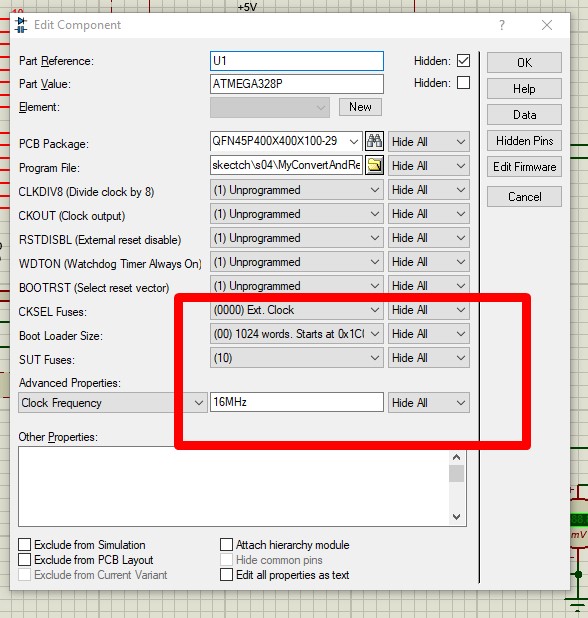 +5V
Edit Component ? ×
Part Reference: U1 Hidden:
Part Value: ATMEGA328P Hidden:
Element: New
PCB Package: QFN45P400X400X100-29 Hide All
Program File: skectch\s04\MyConvertAndRe Hide All
CLKDIV8 (Divide clock by 8) (1) Unprogrammed Hide All
CKOUT (Clock output) (1) Unprogrammed Hide All
RSTDISBL (External reset disable) (1) Unprogrammed Hide All
WDTON (Watchdog Timer Always On) (1) Unprogrammed Hide All
BOOTRST (Select reset vector) (1) Unprogrammed Hide All
CKSEL Fuses: (0000) Ext. Clock Hide All
Boot Loader Size: (00) 1024 words. Starts at 0x1C( Hide All
SUT Fuses: (10) Hide All
Advanced Properties:
Clock Frequency 16MHz Hide All
Other Properties:
Exclude from Simulation Attach hierarchy module
Exclude from PCB Layout Hide common pins
Exclude from Current Variant Edit all properties as text
OK
Help
Data
Hidden Pins
Edit Firmware
Cancel
mV